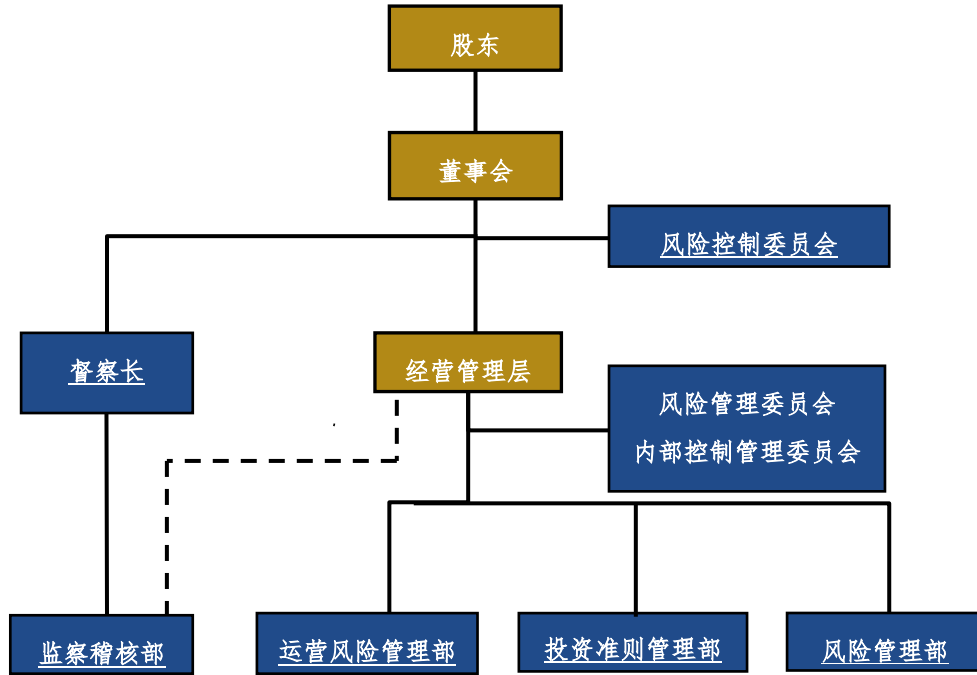 股东
董事会
风险控制委员会
督察长
经营管理层
风险管理委员会
内部控制管理委员会
监察稽核部
运营风险管理部
投资准则管理部
风险管理部